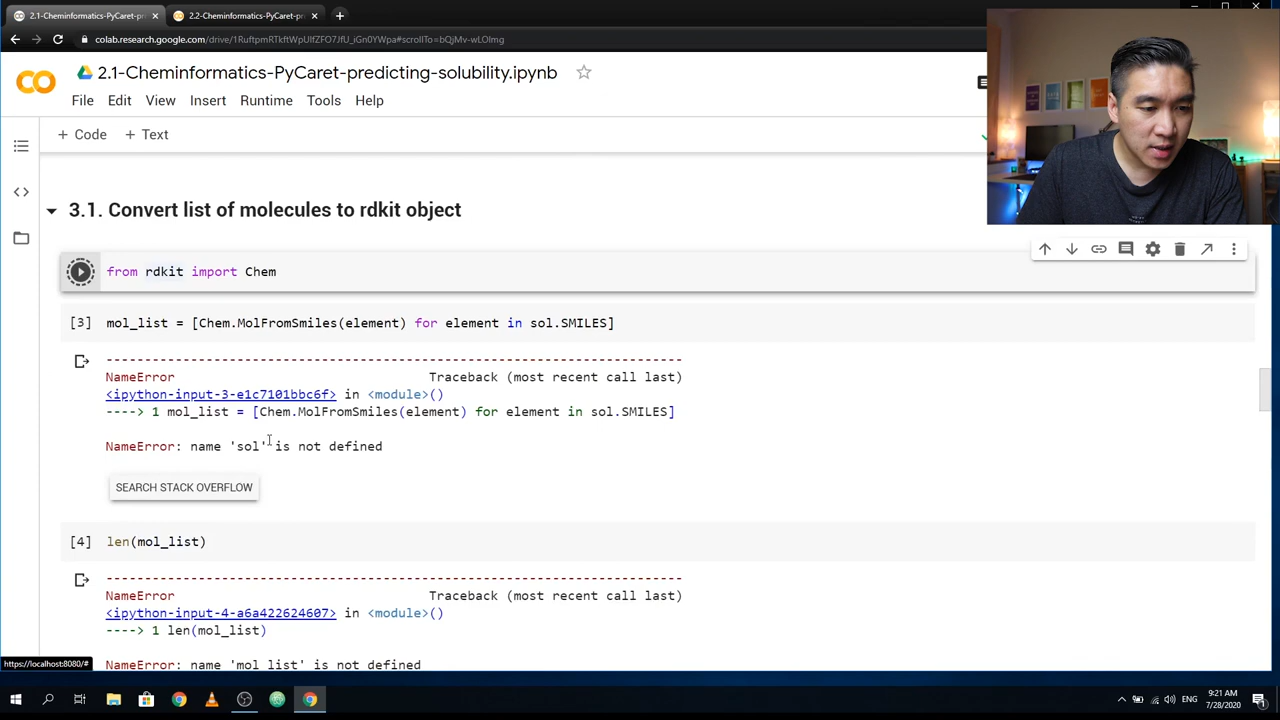 2.1-Cheminformatics-PyCaret-pr
2.2-Cheminformatics-PyCaret-pr
colab.research.google.com/drive/1RuftpmRTkftWpUIfZFO7JfU_iGn0YWpa#scrollTo=bQjMv-wLOImg
2.1-Cheminformatics-PyCaret-predicting-solubility.ipynb
File Edit View Insert Runtime Tools Help
+ Code + Text
3.1. Convert list of molecules to rdkit object
from rdkit import Chem
[3] mol_list = [Chem.MolFromSmiles(element) for element in sol.SMILES]
---------------------------------------------------------------------------
NameError Traceback (most recent call last)
<ipython-input-3-e1c7101bbc6f> in <module>()
----> 1 mol_list = [Chem.MolFromSmiles(element) for element in sol.SMILES]
NameError: name 'sol' is not defined
SEARCH STACK OVERFLOW
[4] len(mol_list)
---------------------------------------------------------------------------
NameError Traceback (most recent call last)
<ipython-input-4-a6a422624607> in <module>()
----> 1 len(mol_list)
NameError: name 'mol_list' is not defined
https://localhost:8080/#
ENG
9:21 AM
7/28/2020